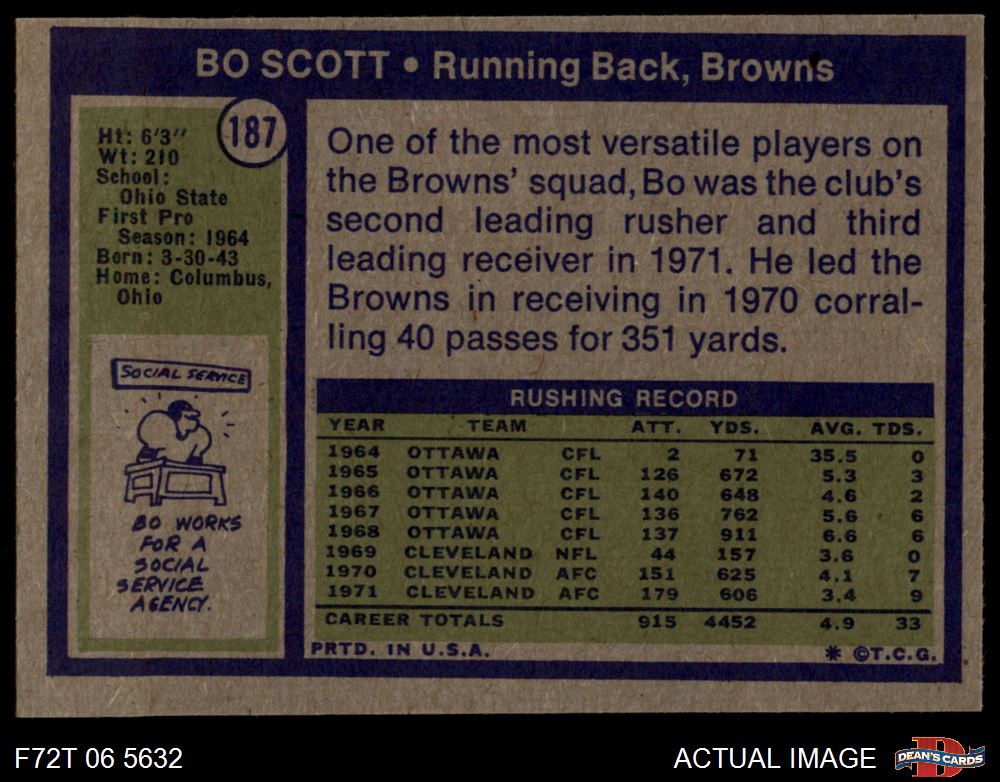 BO SCOTT • Running Back, Browns
187
Ht: 6'3"
Wt: 210
School:
Ohio State
First Pro
Season: 1964
Born: 3-30-43
Home: Columbus,
Ohio
SOCIAL SERVICE
BO WORKS
FOR A
SOCIAL
SERVICE
AGENCY.
One of the most versatile players on
the Browns' squad, Bo was the club's
second leading rusher and third
leading receiver in 1971. He led the
Browns in receiving in 1970 corral-
ling 40 passes for 351 yards.
RUSHING RECORD
YEAR TEAM ATT. YDS. AVG. TDS.
1964 OTTAWA CFL 2 71 35.5 0
1965 OTTAWA CFL 126 672 5.3 3
1966 OTTAWA CFL 140 648 4.6 2
1967 OTTAWA CFL 136 762 5.6 6
1968 OTTAWA CFL 137 911 6.6 6
1969 CLEVELAND NFL 44 157 3.6 0
1970 CLEVELAND AFC 151 625 4.1 7
1971 CLEVELAND AFC 179 606 3.4 9
CAREER TOTALS 915 4452 4.9 33
PRTD. IN U.S.A. * ©T.C.G.
F72T 06 5632
ACTUAL IMAGE
D
DEAN'S CARDS